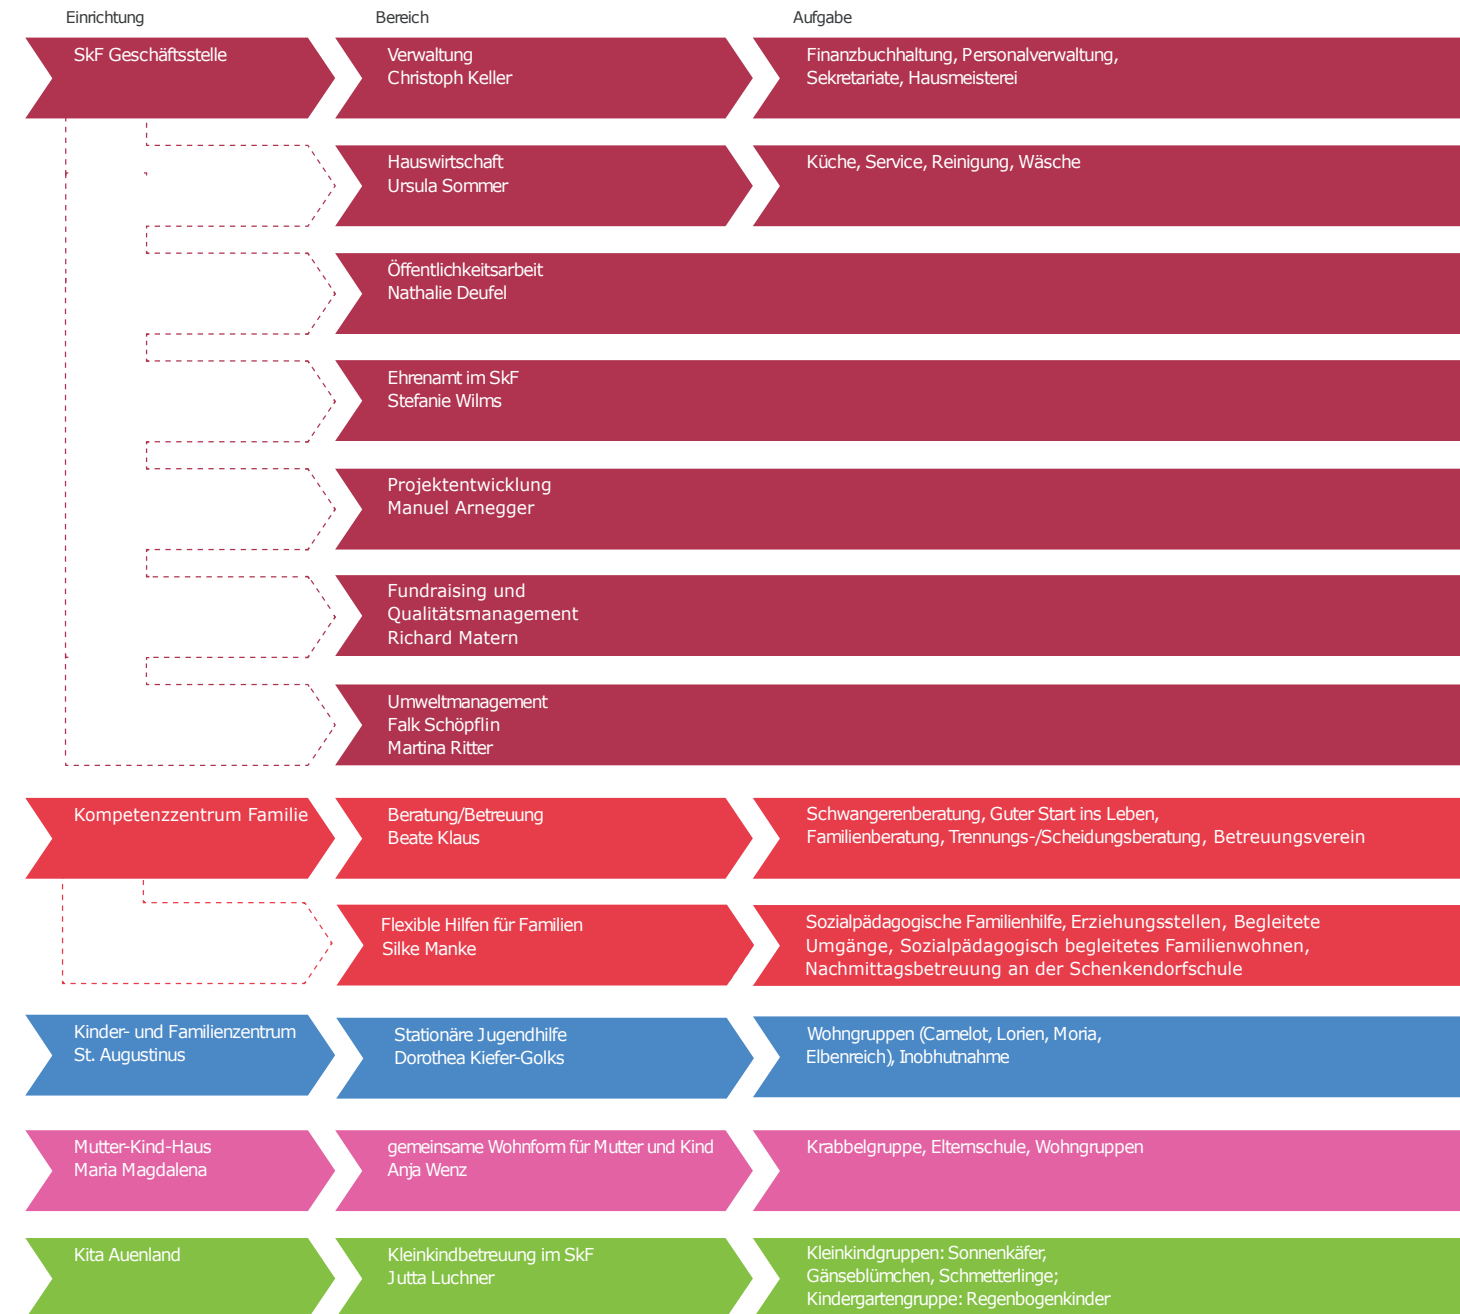 Einrichtung
Bereich
Aufgabe
SkF Geschäftsstelle
Verwaltung
Christoph Keller
Finanzbuchhaltung, Personalverwaltung,
Sekretariate, Hausmeisterei
Hauswirtschaft
Ursula Sommer
Küche, Service, Reinigung, Wäsche
Öffentlichkeitsarbeit
Nathalie Deufel
Ehrenamt im SkF
Stefanie Wilms
Projektentwicklung
Manuel Arnegger
Fundraising und
Qualitätsmanagement
Richard Matern
Umweltmanagement
Falk Schöpflin
Martina Ritter
Kompetenzzentrum Familie
Beratung/Betreuung
Beate Klaus
Schwangerenberatung, Guter Start ins Leben,
Familienberatung, Trennungs-/Scheidungsberatung, Betreuungsverein
Flexible Hilfen für Familien
Silke Manke
Sozialpädagogische Familienhilfe, Erziehungsstellen, Begleitete
Umgänge, Sozialpädagogisch begleitetes Familienwohnen,
Nachmittagsbetreuung an der Schenkendorfschule
Kinder- und Familienzentrum
St. Augustinus
Stationäre Jugendhilfe
Dorothea Kiefer-Golks
Wohngruppen (Camelot, Lorien, Moria,
Elbenreich), Inobhutnahme
Mutter-Kind-Haus
Maria Magdalena
gemeinsame Wohnform für Mutter und Kind
Anja Wenz
Krabbelgruppe, Elternschule, Wohngruppen
Kita Auenland
Kleinkindbetreuung im SkF
Jutta Luchner
Kleinkindgruppen: Sonnenkäfer,
Gänseblümchen, Schmetterlinge;
Kindergartengruppe: Regenbogenkinder